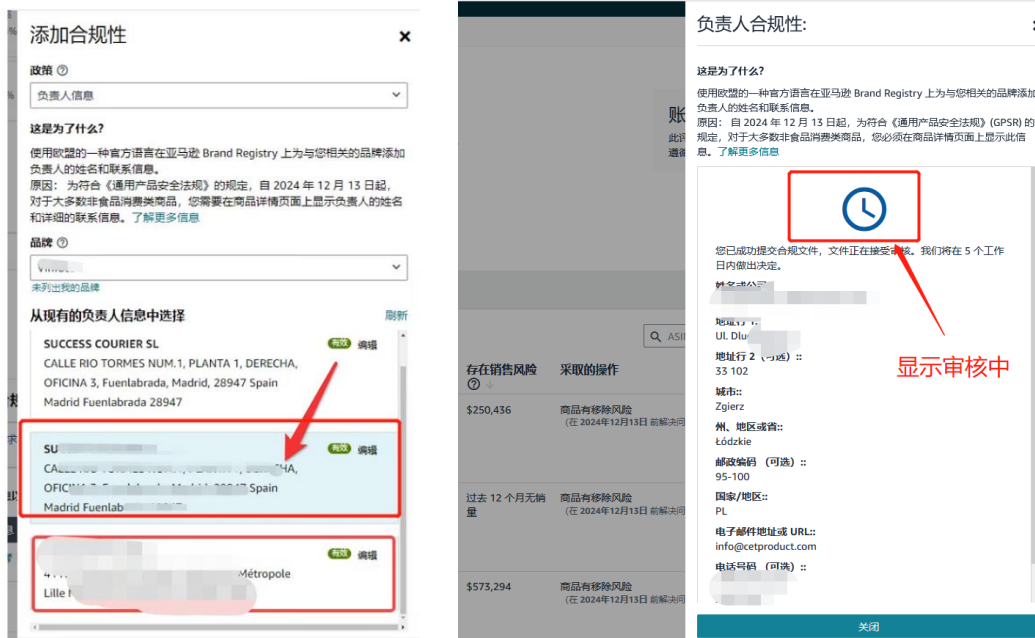 添加合规性
政策
负责人信息
这是为了什么?
使用欧盟的一种官方语言在亚马逊 Brand Registry 上为与您相关的品牌添加
负责人的姓名和联系信息。
原因： 为符合《通用产品安全法规》的规定，自 2024 年 12 月 13 日起，
对于大多数非食品消费类商品，您需要在商品详情页面上显示负责人的姓名
和详细的联系信息。了解更多信息
品牌
未列出我的品牌
从现有的负责人信息中选择
刷新
SUCCESS COURIER SL
有效 编辑
CALLE RIO TORMES NUM.1, PLANTA 1, DERECHA,
OFICINA 3, Fuenlabrada, Madrid, 28947 Spain
Madrid Fuenlabrada 28947
SU
有效 编辑
HA,
Spain
Madrid Fuenlab
有效 编辑
Métropole
Lille
存在销售风险
采取的操作
ASI
$250,436
商品有移除风险
(在 2024年12月13日 前解决问
过去 12 个月无销
量
商品有移除风险
(在 2024年12月13日 前解决问
$573,294
商品有移除风险
(在 2024年12月13日 前解决问
账
此评
遵循
负责人合规性:
这是为了什么?
使用欧盟的一种官方语言在亚马逊 Brand Registry 上为与您相关的品牌添加
负责人的姓名和联系信息。
原因： 自 2024 年 12 月 13 日起，为符合《通用产品安全法规》(GPSR) 的
规定，对于大多数非食品消费类商品，您必须在商品详情页面上显示此信
息。了解更多信息
您已成功提交合规文件，文件正在接受审核。我们将在 5 个工作
日内做出决定。
姓名或公司
地址行 1:
Ul. Dlu
地址行 2（可选）::
33 102
城市::
Zgierz
州、地区或省::
Łódzkie
邮政编码 （可选）::
95-100
国家/地区::
PL
电子邮件地址或 URL::
info@cetproduct.com
电话号码 （可选）::
关闭
显示审核中